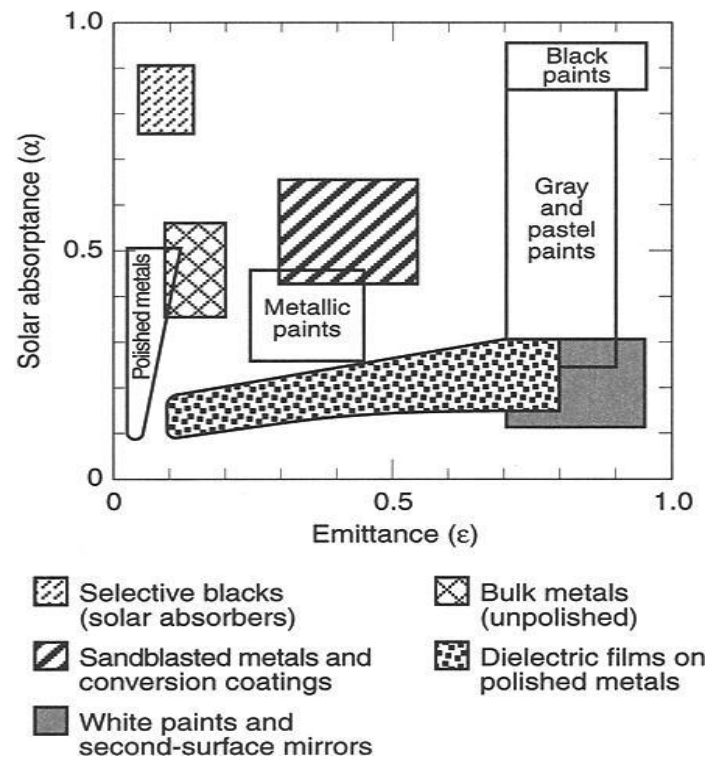 1.0
Black
paints
Solar absorptance (α)
Gray
and
pastel
paints
0.5
Polished metals
Metallic
paints
0
0
0.5
1.0
Emittance (ε)
Selective blacks
(solar absorbers)
Bulk metals
(unpolished)
Sandblasted metals and
conversion coatings
Dielectric films on
polished metals
White paints and
second-surface mirrors